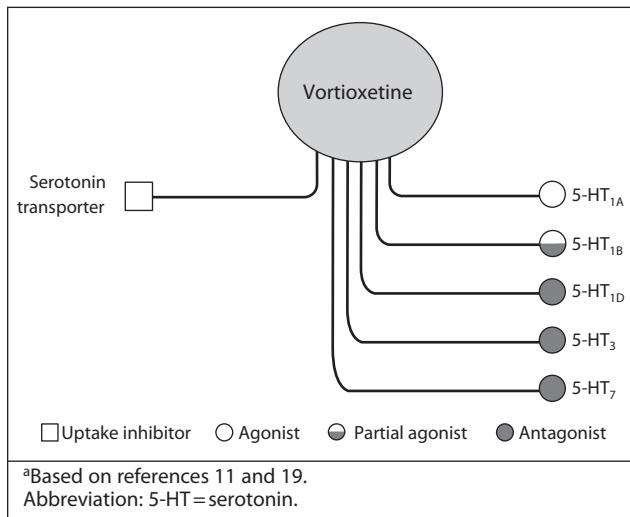 Vortioxetine
Serotonin
transporter
5-HT1A
5-HT1B
5-HT1D
5-HT3
5-HT7
Uptake inhibitor Agonist Partial agonist Antagonist
aBased on references 11 and 19.
Abbreviation: 5-HT = serotonin.